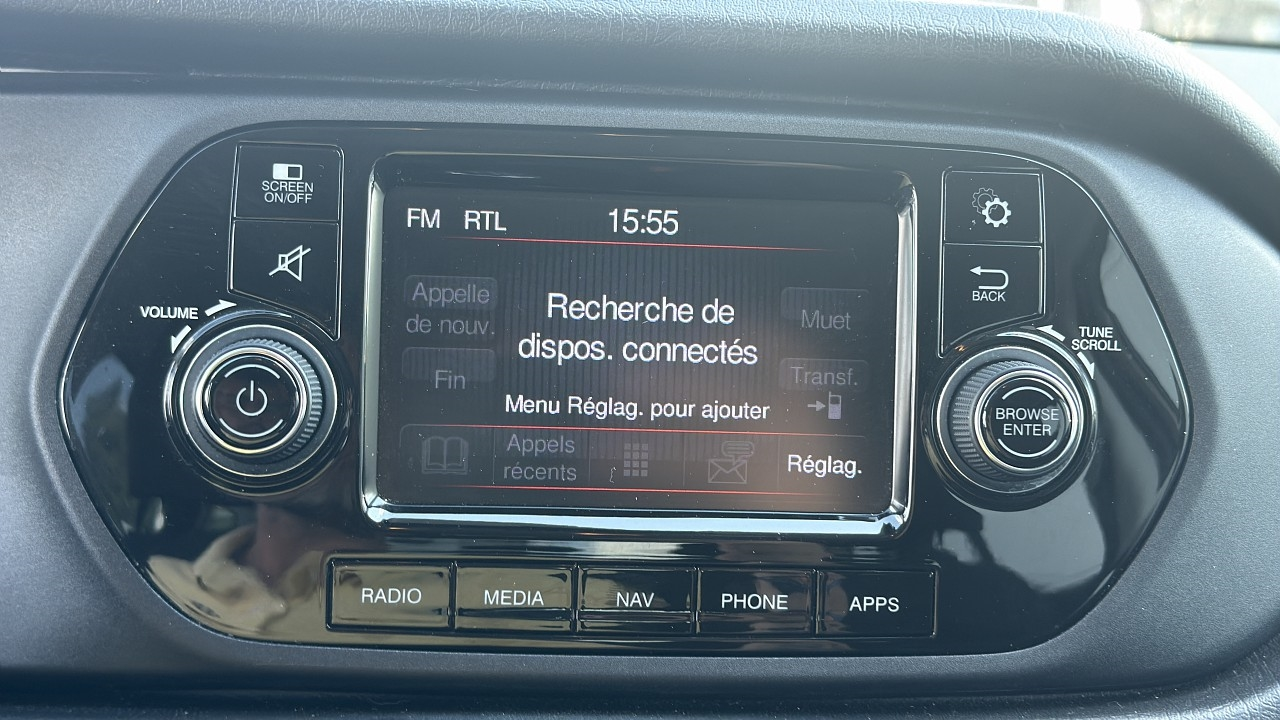 SCREEN
ON/OFF
VOLUME
FM RTL 15:55
Appelle
de nouv.
Fin
Recherche de
dispos. connectés
Menu Réglag. pour ajouter
Muet
Transf.
Appels
récents
Réglag.
BACK
TUNE
SCROLL
BROWSE
ENTER
RADIO
MEDIA
NAV
PHONE
APPS